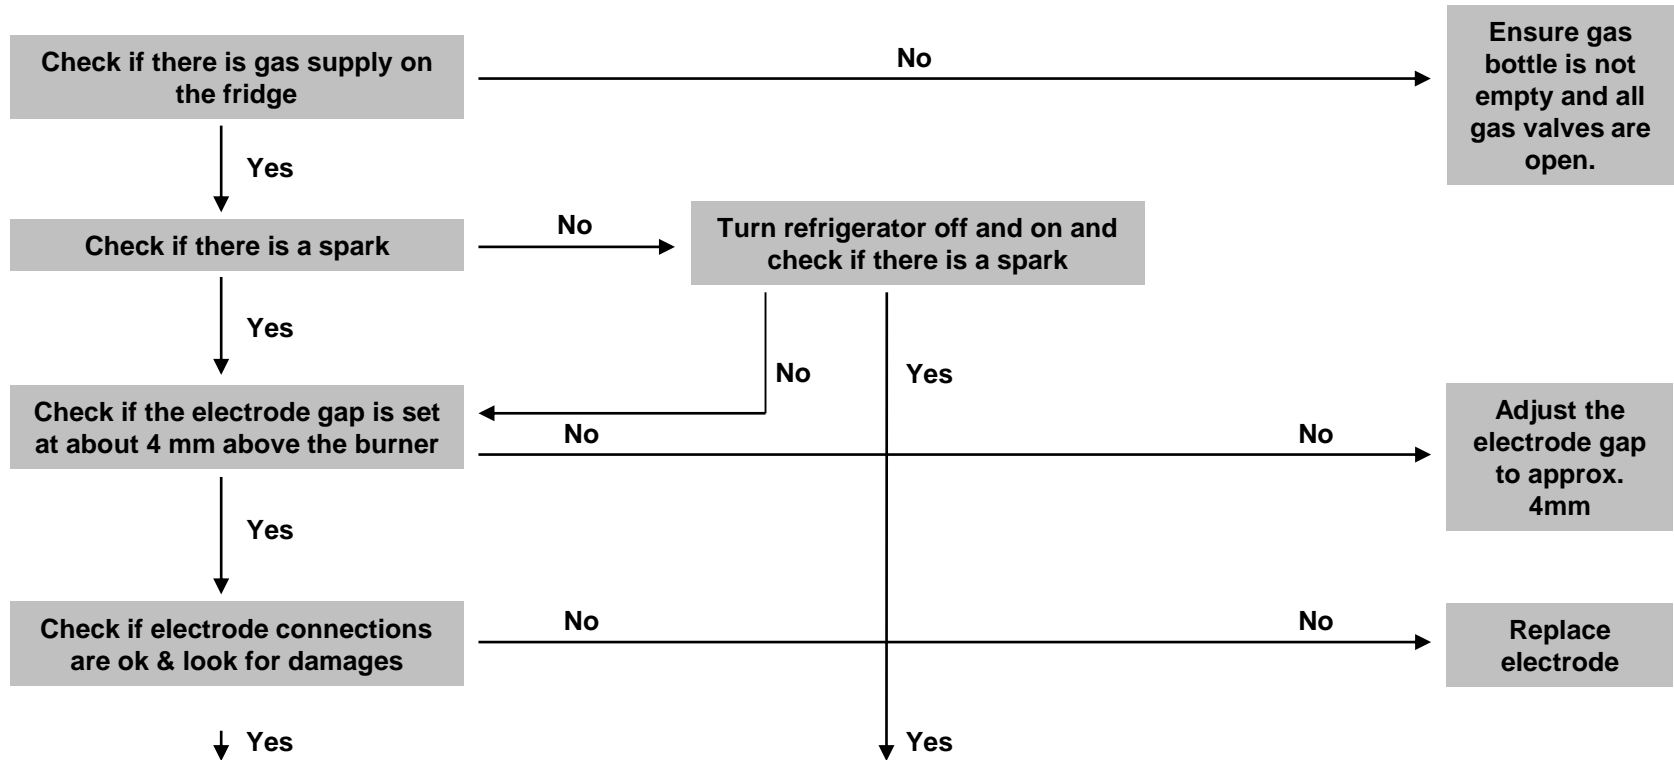 Check if there is gas supply on
the fridge
No
Ensure gas
bottle is not
empty and all
gas valves are
open.
Yes
Check if there is a spark
No
Turn refrigerator off and on and
check if there is a spark
Yes
No
Yes
Check if the electrode gap is set
at about 4 mm above the burner
No
No
Adjust the
electrode gap
to approx.
4mm
Yes
Check if electrode connections
are ok & look for damages
No
No
Replace
electrode
Yes
Yes